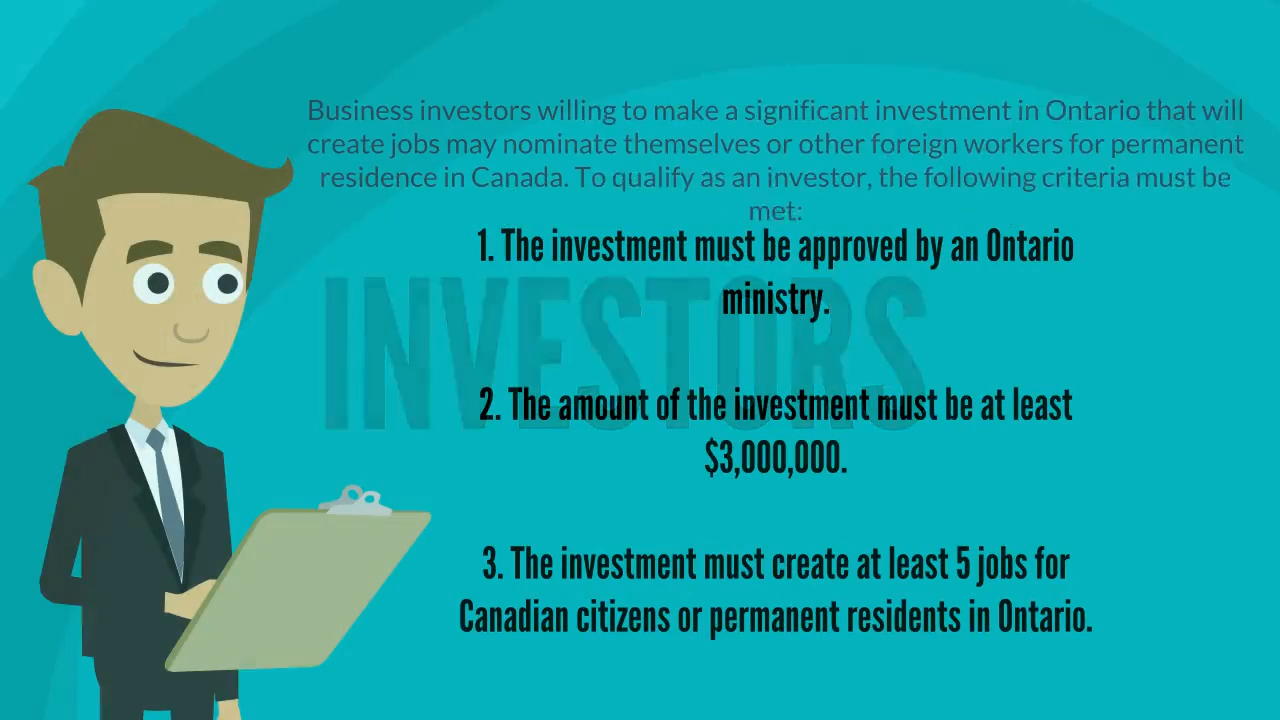 Business investors willing to make a significant investment in Ontario that will
create jobs may nominate themselves or other foreign workers for permanent
residence in Canada. To qualify as an investor, the following criteria must be
met:
1. The investment must be approved by an Ontario
ministry.
INVESTORS
2. The amount of the investment must be at least
$3,000,000.
3. The investment must create at least 5 jobs for
Canadian citizens or permanent residents in Ontario.